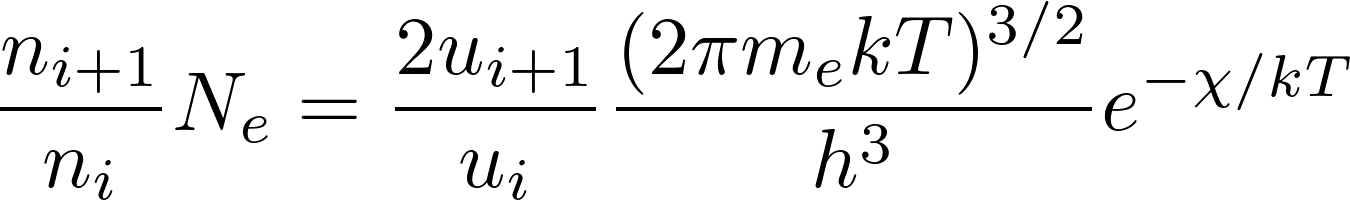 \frac{n_{i+1}}{n_i} N_e = \frac{2u_{i+1}}{u_i} \frac{(2\pi m_e kT)^{3/2}}{h^3} e^{-\chi/kT}